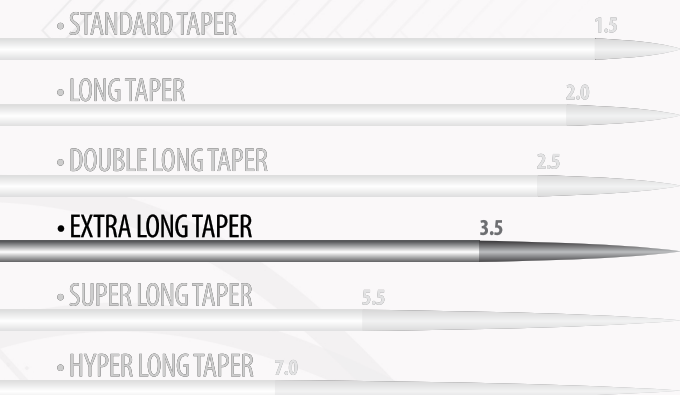 • STANDARD TAPER 1.5
• LONG TAPER 2.0
• DOUBLE LONG TAPER 2.5
• EXTRA LONG TAPER 3.5
• SUPER LONG TAPER 5.5
• HYPER LONG TAPER 7.0